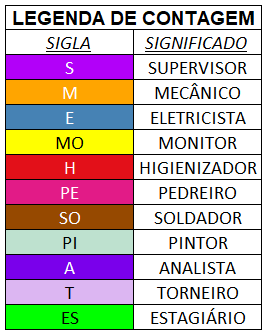 LEGENDA DE CONTAGEM
SIGLA SIGNIFICADO
S SUPERVISOR
M MECÂNICO
E ELETRICISTA
MO MONITOR
H HIGIENIZADOR
PE PEDREIRO
SO SOLDADOR
PI PINTOR
A ANALISTA
T TORNEIRO
ES ESTAGIÁRIO